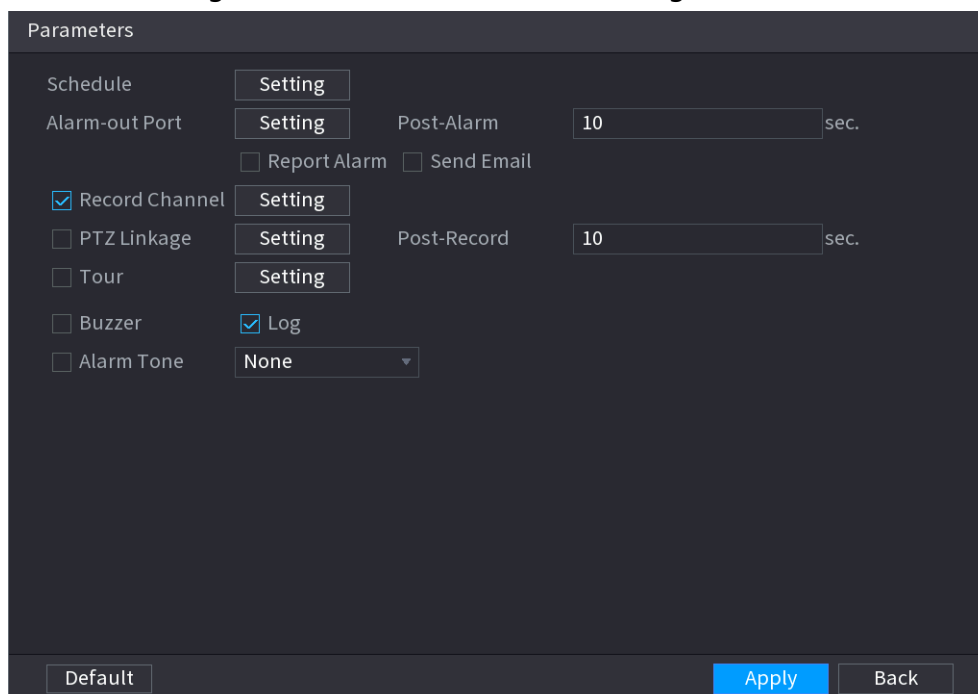 Parameters
Schedule Setting
Alarm-out Port Setting Post-Alarm 10 sec.
Report Alarm Send Email
Record Channel Setting
PTZ Linkage Setting Post-Record 10 sec.
Tour Setting
Buzzer Log
Alarm Tone None
Default Apply Back